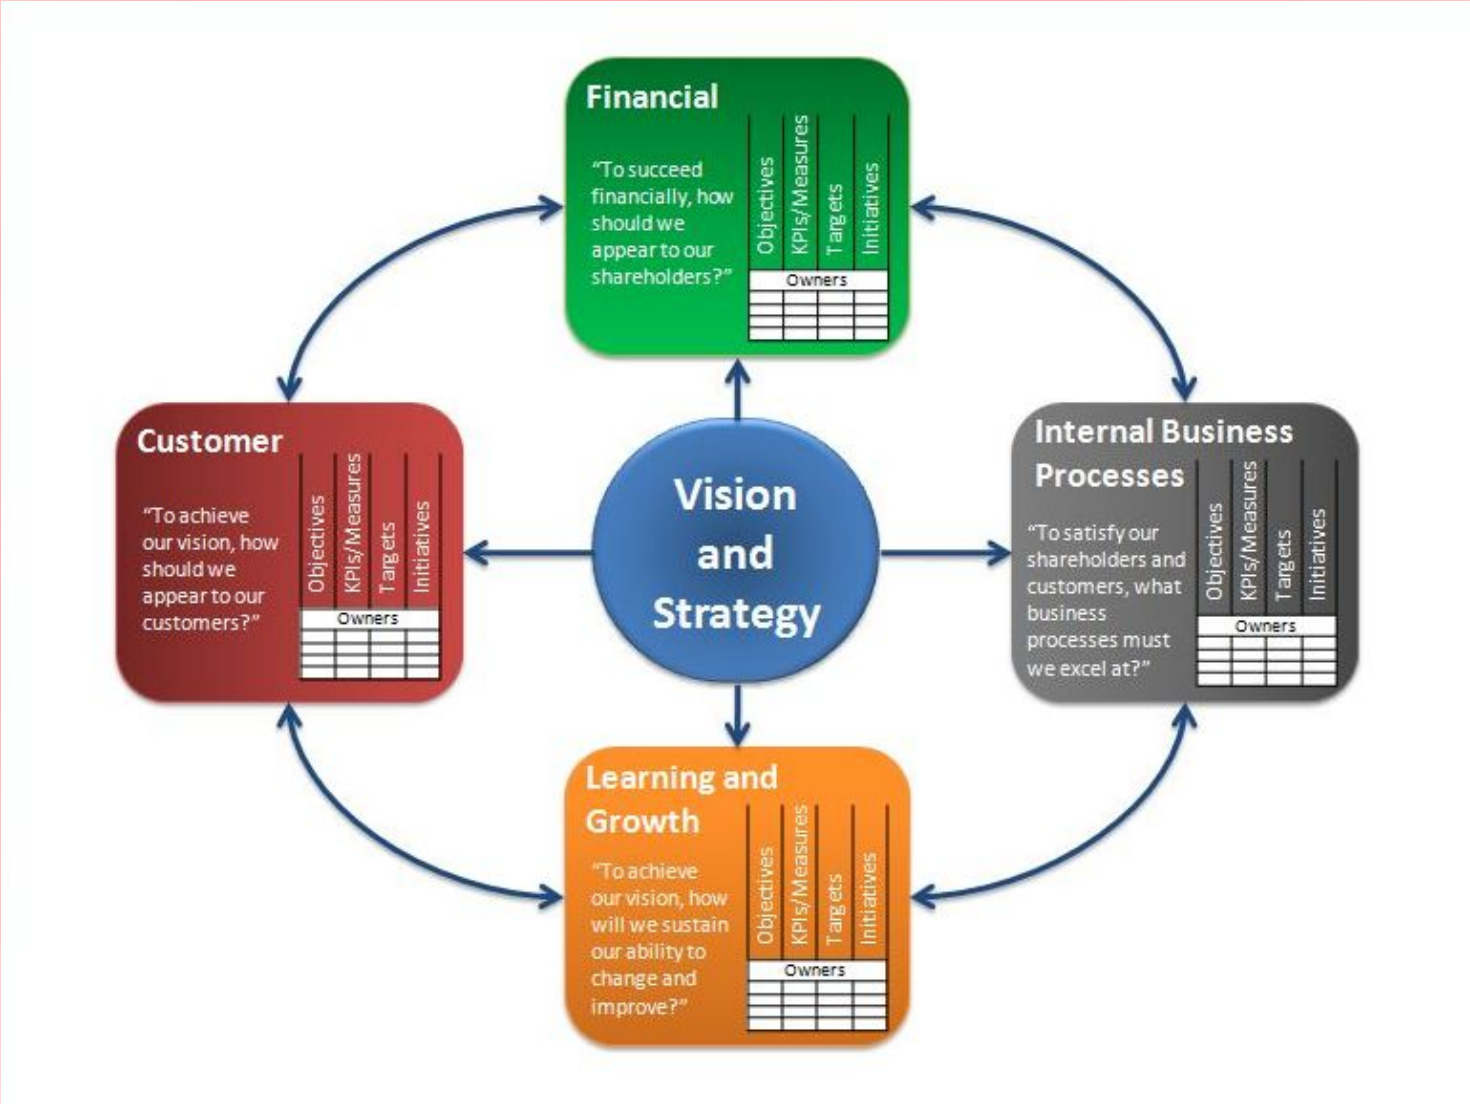 Financial
“To succeed
financially, how
should we
appear to our
shareholders?”
Objectives
KPIs/Measures
Targets
Initiatives
Owners
Customer
“To achieve
our vision, how
should we
appear to our
customers?”
Objectives
KPIs/Measures
Targets
Initiatives
Owners
Vision
and
Strategy
Internal Business
Processes
“To satisfy our
shareholders and
customers, what
business
processes must
we excel at?”
Objectives
KPIs/Measures
Targets
Initiatives
Owners
Learning and
Growth
“To achieve
our vision, how
will we sustain
our ability to
change and
improve?”
Objectives
KPIs/Measures
Targets
Initiatives
Owners